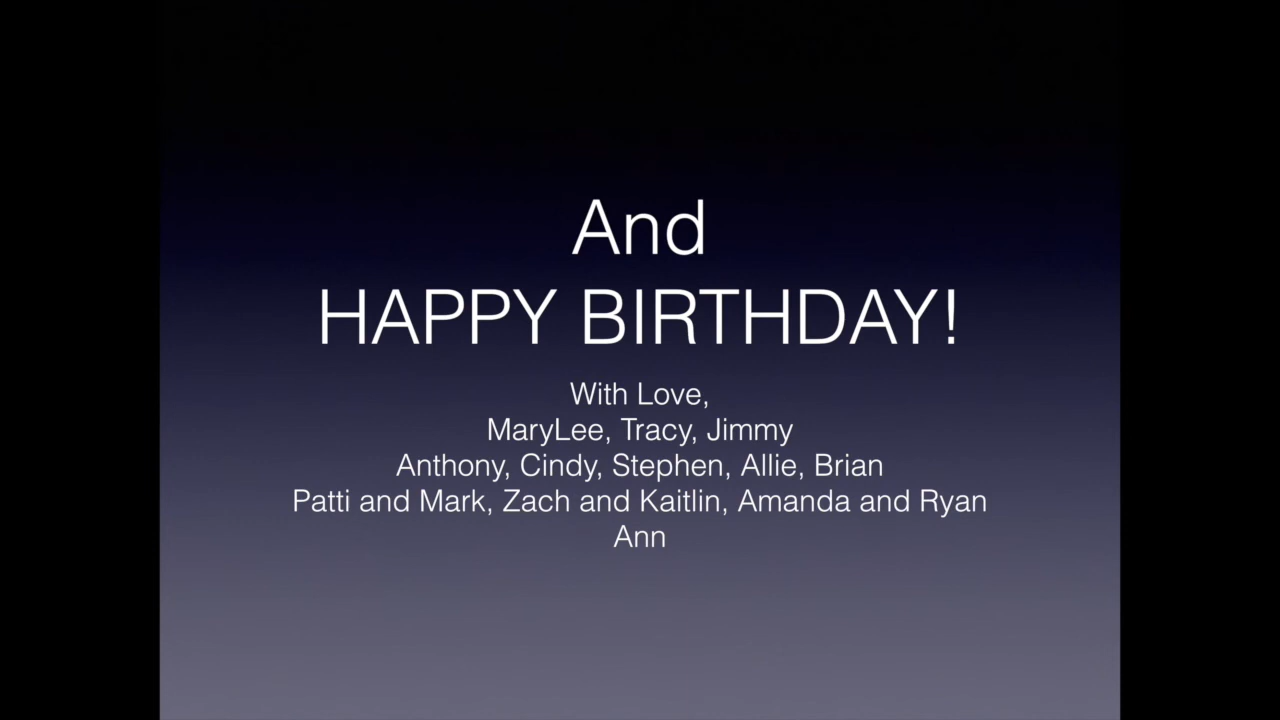 And
HAPPY BIRTHDAY!
With Love,
MaryLee, Tracy, Jimmy
Anthony, Cindy, Stephen, Allie, Brian
Patti and Mark, Zach and Kaitlin, Amanda and Ryan
Ann